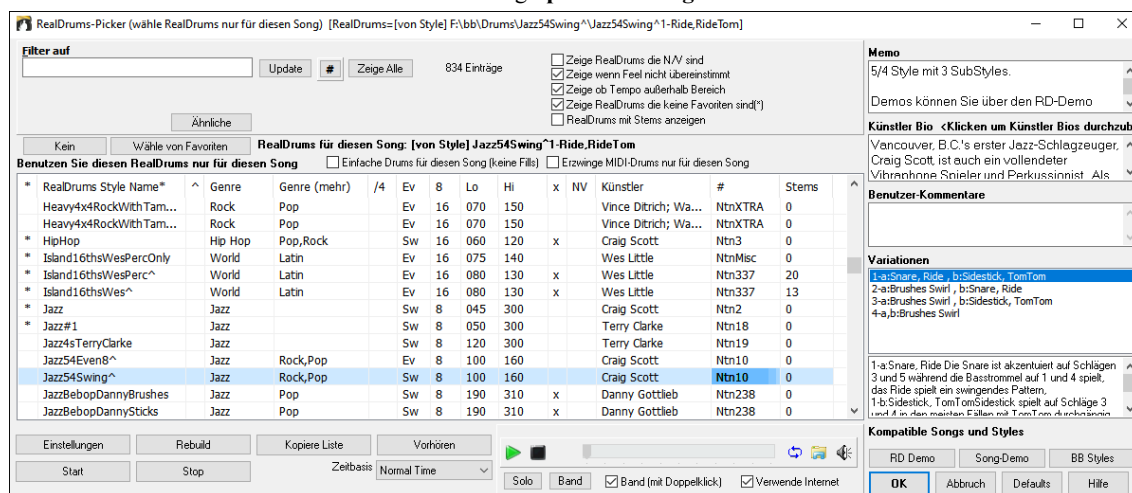 RealDrums-Picker (wähle RealDrums nur für diesen Song) [RealDrums=[von Style] F:\bb\Drums\Jazz54Swing^\Jazz54Swing^1-Ride,RideTom]
Filter auf
Update # Zeige Alle 834 Einträge
Ähnliche
Zeige RealDrums die N/V sind
Zeige wenn Feel nicht übereinstimmt
Zeige ob Tempo außerhalb Bereich
Zeige RealDrums die keine Favoriten sind(*)
RealDrums mit Stems anzeigen
Kein Wähle von Favoriten RealDrums für diesen Song: [von Style] Jazz54Swing^1-Ride,RideTom
Benutzen Sie diesen RealDrums nur für diesen Song Einfache Drums für diesen Song (keine Fills) Erzwinge MIDI-Drums nur für diesen Song
* RealDrums Style Name* ^ Genre Genre (mehr) /4 Ev 8 Lo Hi x NV Künstler # Stems
Heavy4x4RockWithTam... Rock Pop Ev 16 070 150 Vince Ditrich; Wa... NtnXTRA 0
Heavy4x4RockWithTam... Rock Pop Ev 16 070 150 Vince Ditrich; Wa... NtnXTRA 0
* HipHop Hip Hop Pop,Rock Sw 16 060 120 x Craig Scott Ntn3 0
* Island16thsWesPercOnly World Latin Ev 16 075 140 Wes Little NtnMisc 0
* Island16thsWesPerc^ World Latin Ev 16 080 130 x Wes Little Ntn337 20
* Island16thsWes^ World Latin Ev 16 080 130 x Wes Little Ntn337 13
* Jazz Jazz Sw 8 045 300 Craig Scott Ntn2 0
* Jazz#1 Jazz Sw 8 050 300 Terry Clarke Ntn18 0
Jazz4sTerryClarke Jazz Sw 8 120 300 Terry Clarke Ntn19 0
Jazz54Even8^ Jazz Rock,Pop Ev 8 100 160 Craig Scott Ntn10 0
Jazz54Swing^ Jazz Rock,Pop Sw 8 100 160 Craig Scott Ntn10 0
JazzBebopDannyBrushes Jazz Pop Sw 8 190 310 x Danny Gottlieb Ntn238 0
JazzBebopDannySticks Jazz Pop Sw 8 190 310 x Danny Gottlieb Ntn238 0
Einstellungen Rebuild Kopiere Liste Vorhören
Start Stop Zeitbasis Normal Time
Solo Band Band (mit Doppelklick) Verwende Internet
Memo
5/4 Style mit 3 SubStyles.
Demos können Sie über den RD-Demo
Künstler Bio <Klicken um Künstler Bios durchzub
Vancouver, B.C.'s erster Jazz-Schlagzeuger,
Craig Scott, ist auch ein vollendeter
Vibraphone Spieler und Perkussionist. Als
Benutzer-Kommentare
Variationen
1-a:Snare, Ride , b:Sidestick, TomTom
2-a:Brushes Swirl , b:Snare, Ride
3-a:Brushes Swirl , b:Sidestick, TomTom
4-a,b:Brushes Swirl
1-a:Snare, Ride Die Snare ist akzentuiert auf Schlägen
3 und 5 während die Basstrommel auf 1 und 4 spielt,
das Ride spielt ein swingendes Pattern,
1-b:Sidestick, TomTomSidestick spielt auf Schläge 3
und 4 in den meisten Fällen mit TomTom durchgängig
Kompatible Songs und Styles
RD Demo Song-Demo BB Styles
OK Abbruch Defaults Hilfe